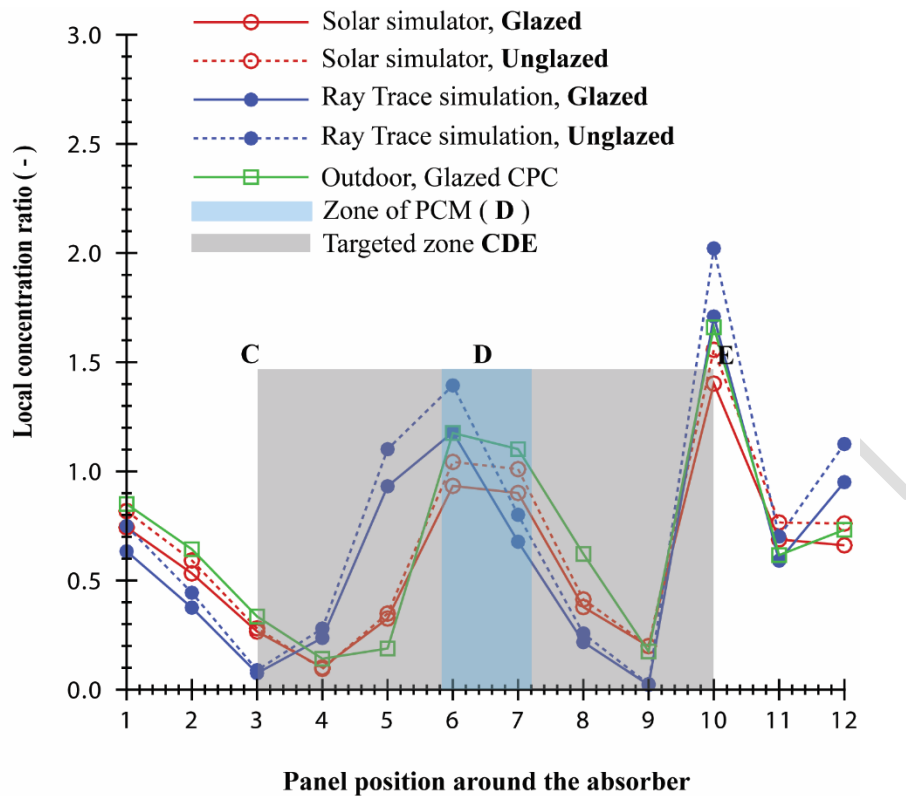 Solar simulator, Glazed
Solar simulator, Unglazed
Ray Trace simulation, Glazed
Ray Trace simulation, Unglazed
Outdoor, Glazed CPC
Zone of PCM ( D )
Targeted zone CDE
Local concentration ratio ( - )
3.0
2.5
2.0
1.5
1.0
0.5
0.0
C
D
E
1 2 3 4 5 6 7 8 9 10 11 12
Panel position around the absorber